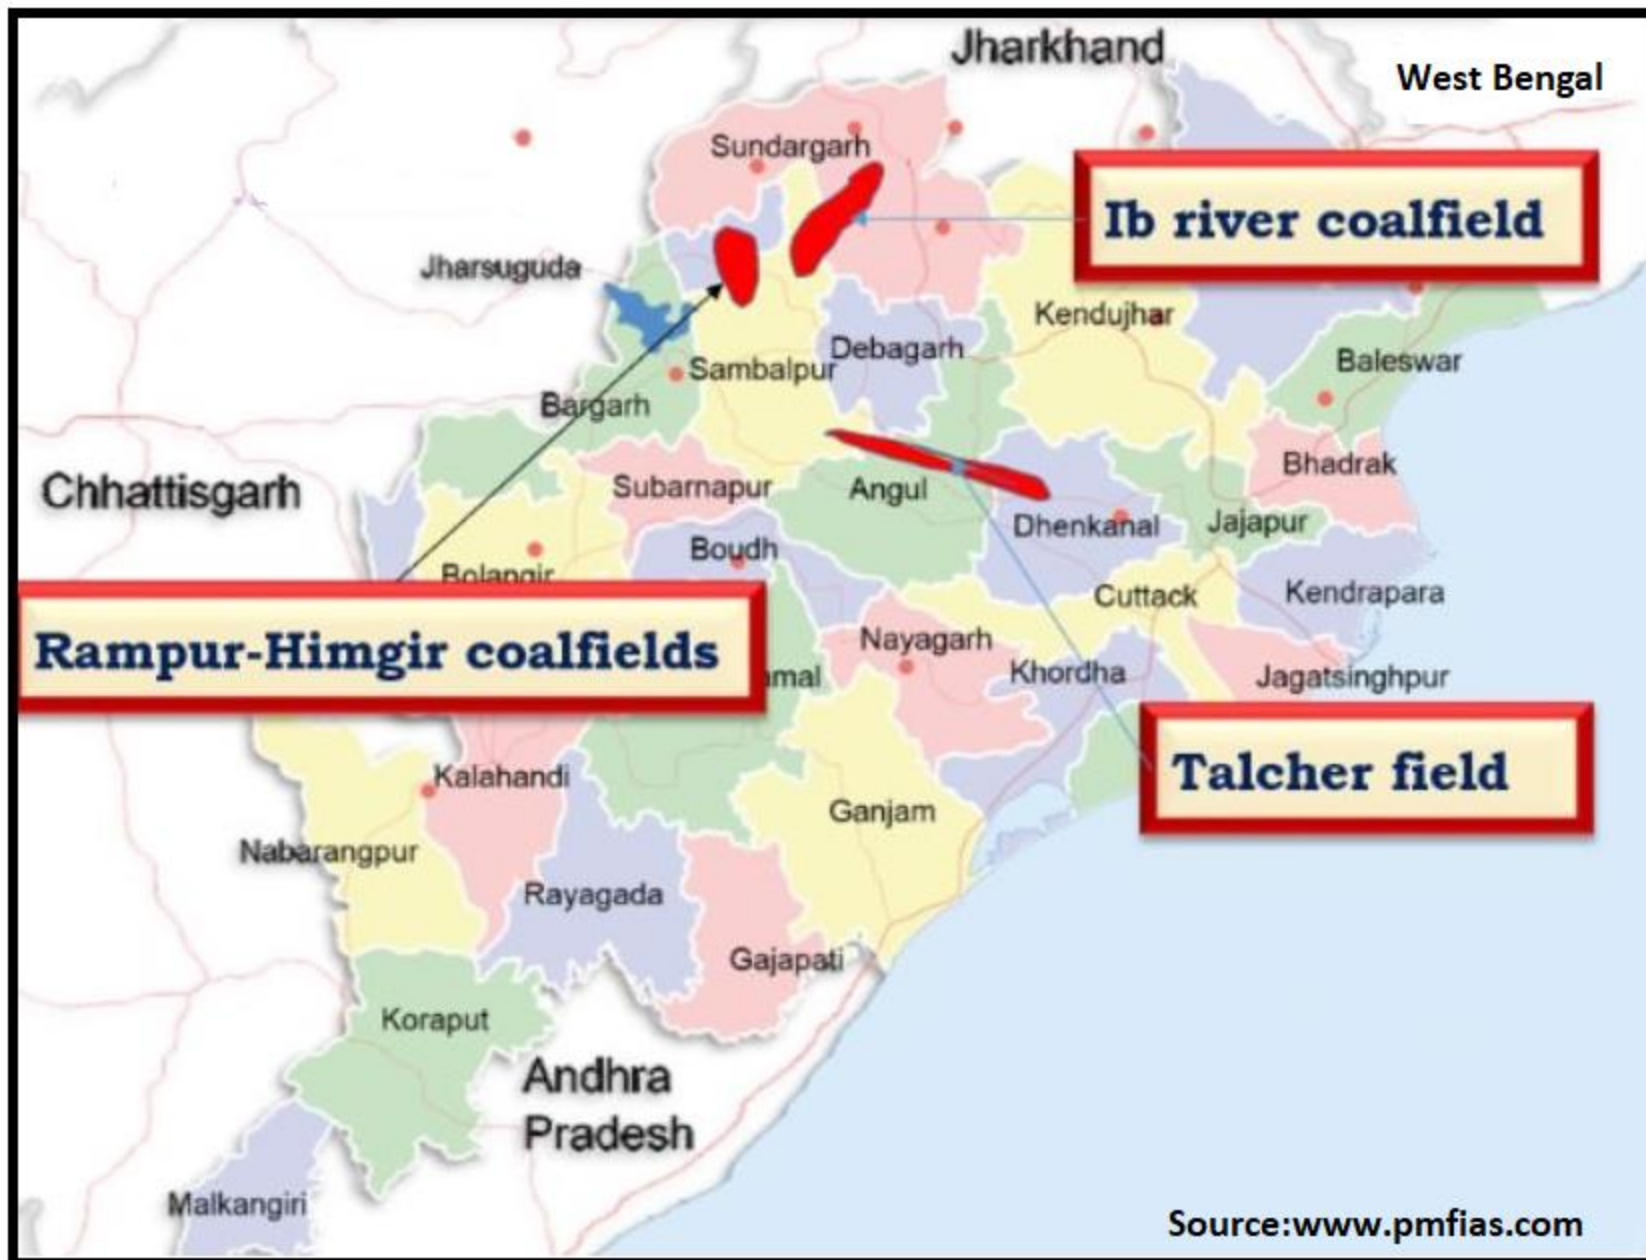 Jharkhand
West Bengal
Sundargarh
Ib river coalfield
Jharsuguda
Kendujhar
Debagarh
Baleswar
Sambalpur
Bargarh
Bhadrak
Chhattisgarh
Subarnapur
Angul
Dhenkanal
Jajapur
Boudh
Bolangir
Cuttack
Kendrapara
Rampur-Himgir coalfields
Nayagarh
Khordha
amal
Jagatsinghpur
Talcher field
Kalahandi
Ganjam
Nabarangpur
Rayagada
Gajapati
Koraput
Andhra
Pradesh
Malkangiri
Source:www.pmfias.com